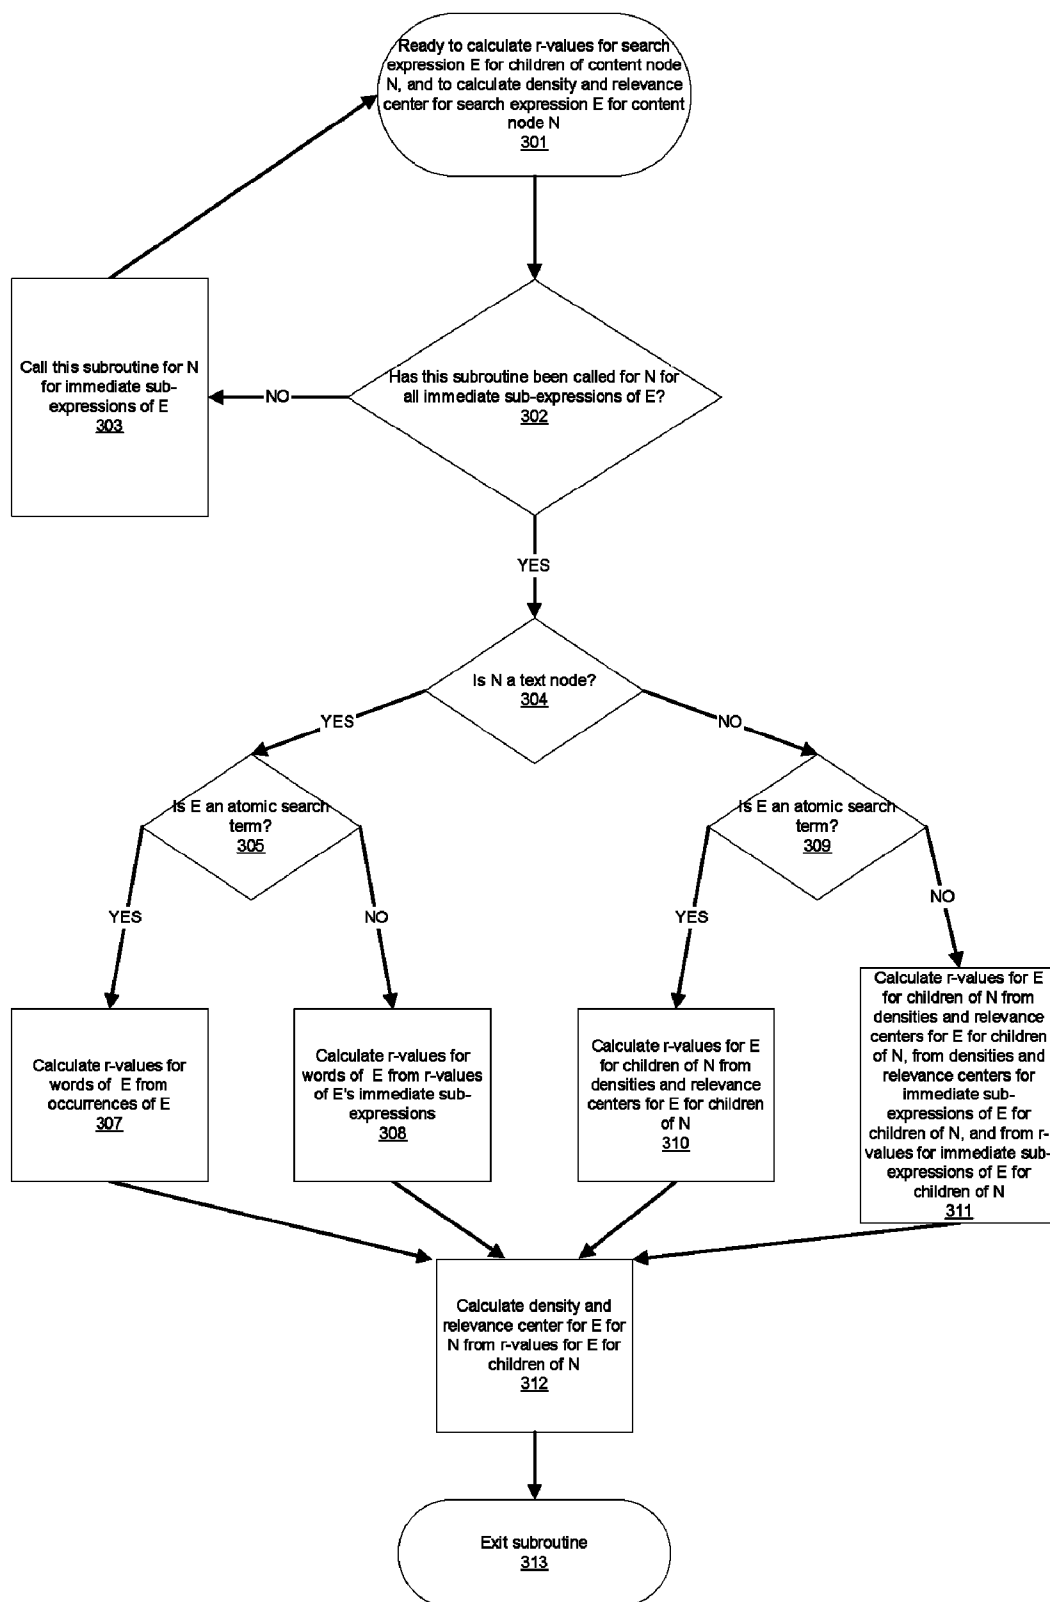 Ready to calculate r-values for search
expression E for children of content node
N, and to calculate density and relevance
center for search expression E for content
node N
301
Call this subroutine for N
for immediate sub-
expressions of E
303
NO
Has this subroutine been called for N for
all immediate sub-expressions of E?
302
YES
Is N a text node?
304
YES
NO
Is E an atomic search
term?
305
Is E an atomic search
term?
309
YES
NO
YES
NO
Calculate r-values for
words of E from
occurrences of E
307
Calculate r-values for
words of E from r-values
of E's immediate sub-
expressions
308
Calculate r-values for E
for children of N from
densities and relevance
centers for E for children
of N
310
Calculate r-values for E
for children of N from
densities and relevance
centers for E for children
of N, from densities and
relevance centers for
immediate sub-
expressions of E for
children of N, and from r-
values for immediate sub-
expressions of E for
children of N
311
Calculate density and
relevance center for E for
N from r-values for E for
children of N
312
Exit subroutine
313